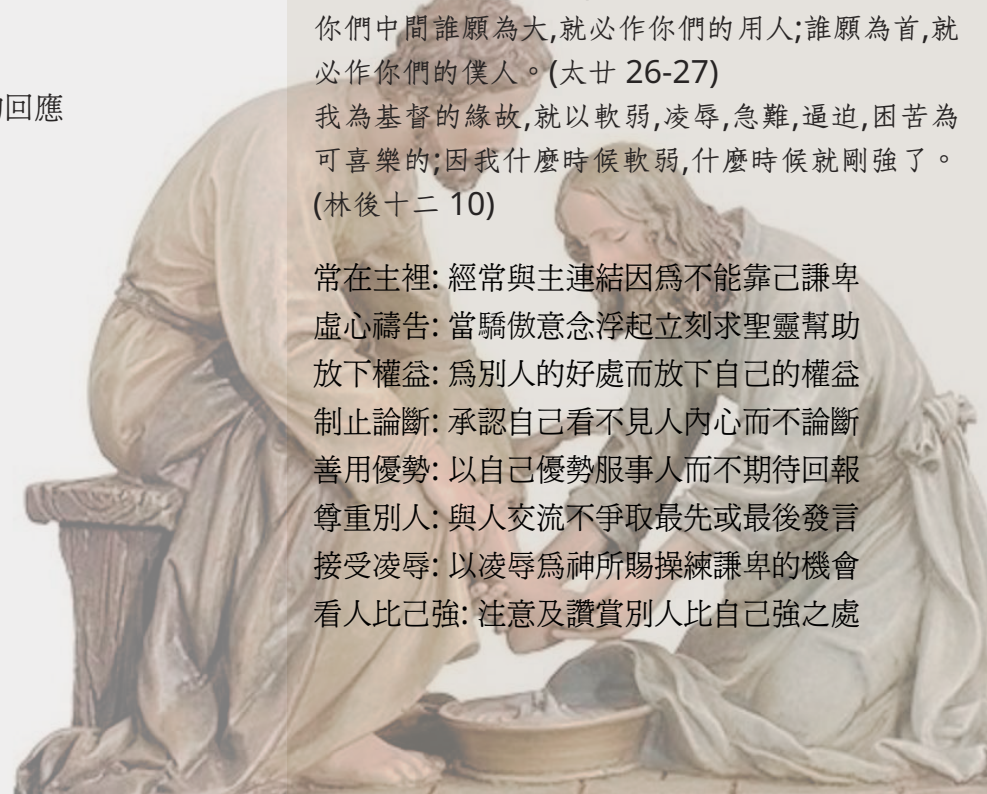 你們中間誰願為大,就必作你們的用人;誰願為首,就
必作你們的僕人。(太廿 26-27)
回應
我為基督的緣故,就以軟弱,凌辱,急難,逼迫,困苦為
可喜樂的;因我什麼時候軟弱,什麼時候就剛強了。
(林後十二 10)
常在主裡: 經常與主連結因爲不能靠己謙卑
虛心禱告: 當驕傲意念浮起立刻求聖靈幫助
放下權益: 爲別人的好處而放下自己的權益
制止論斷: 承認自己看不見人內心而不論斷
善用優勢: 以自己優勢服事人而不期待回報
尊重別人: 與人交流不爭取最先或最後發言
接受凌辱: 以凌辱爲神所賜操練謙卑的機會
看人比己強: 注意及讚賞別人比自己強之處